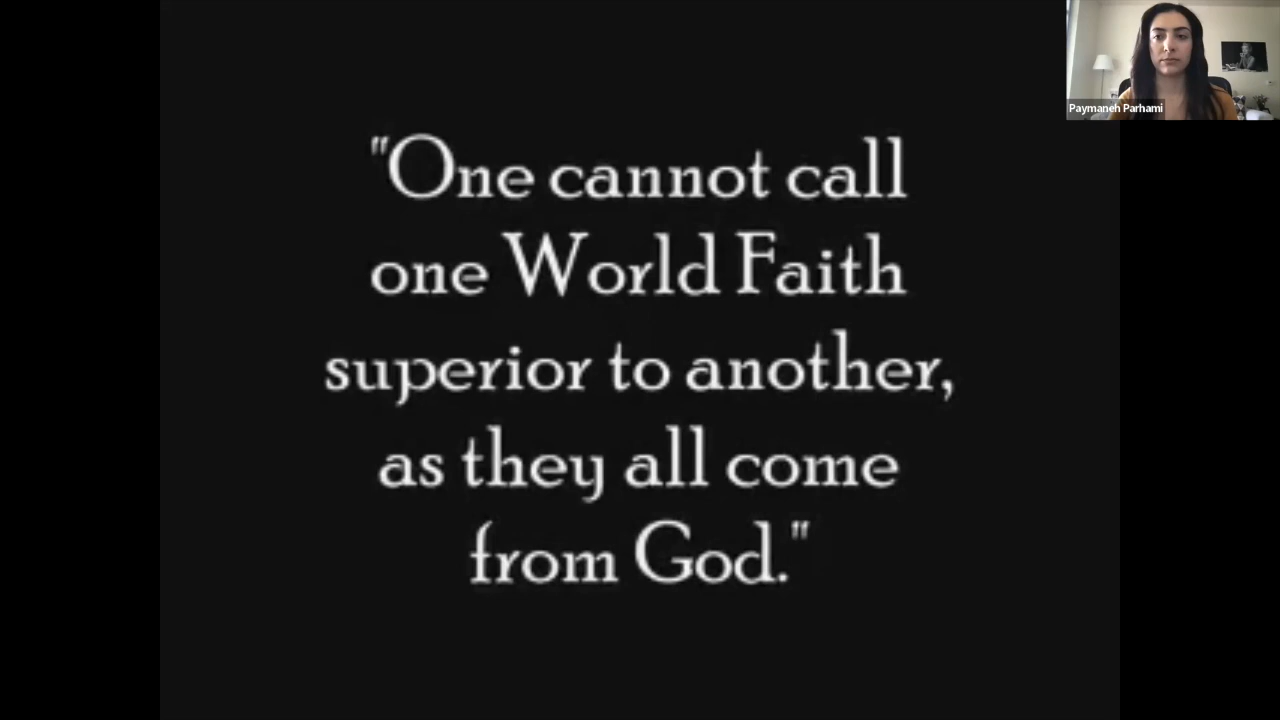 "One cannot call
one World Faith
superior to another,
as they all come
from God."
Paymaneh Parhami